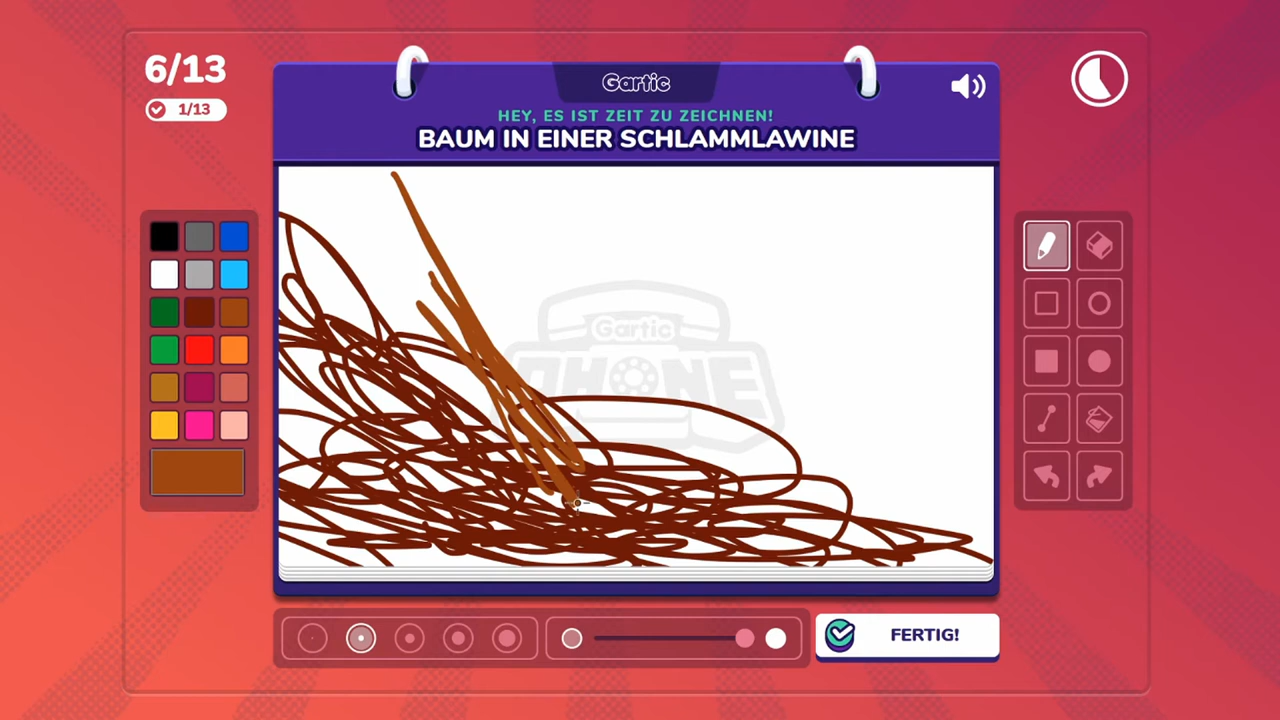 6/13
1/13
Gartic
HEY, ES IST ZEIT ZU ZEICHNEN!
BAUM IN EINER SCHLAMMLAWINE
Gartic
PHONE
FERTIG!